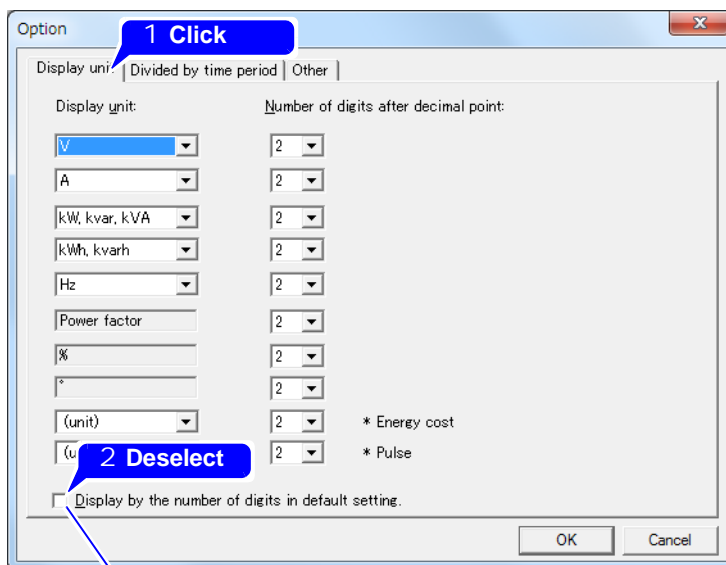 Option
1 Click
Display uni
Divided by time period
Other
Display unit:
Number of digits after decimal point:
V
2
A
2
kW, kvar, kVA
2
kWh, kvarh
2
Hz
2
Power factor
2
%
2
°
2
(unit)
2
* Energy cost
(u
2
* Pulse
2 Deselect
Display by the number of digits in default setting.
OK
Cancel